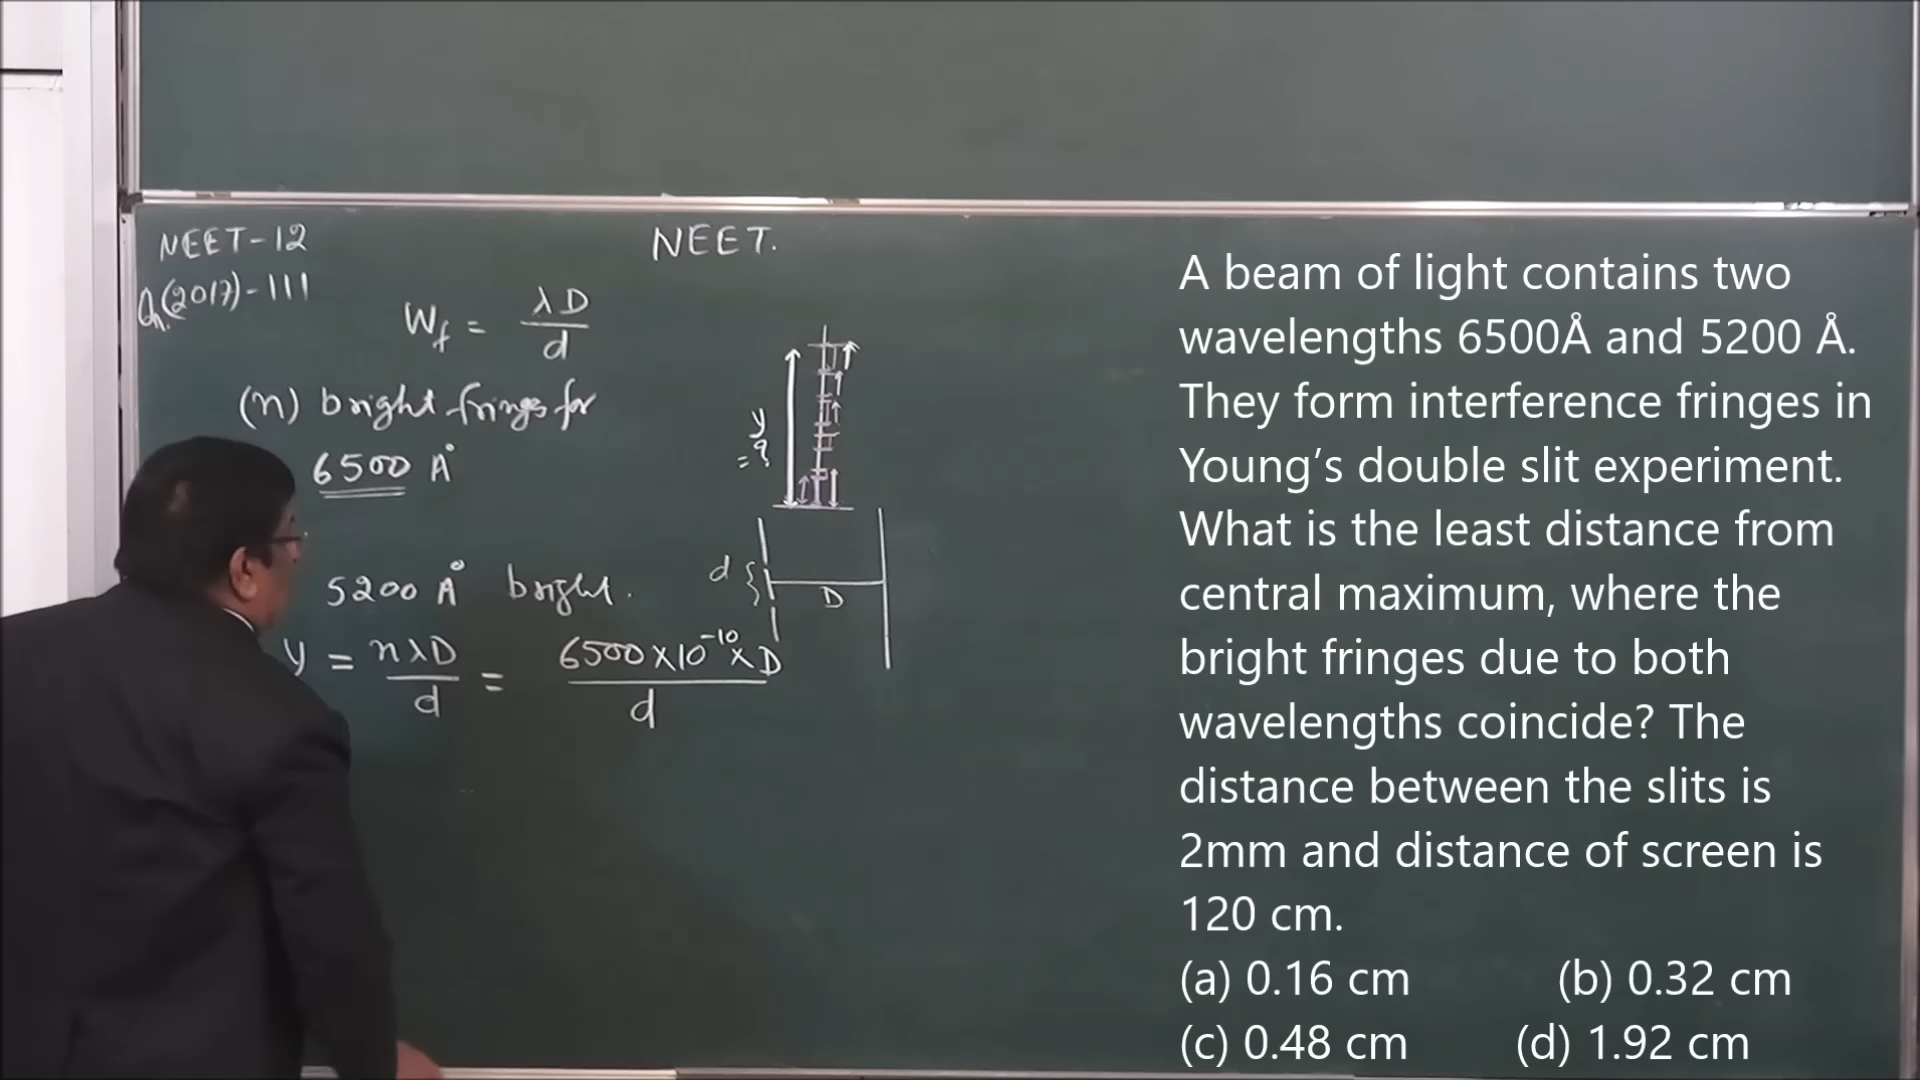 NEET-12
NEET.
Qn.(2017)-111
W_f = λD/d
(n) bright fringes for
6500 A°
y = ?
5200 A° bright.
d { D
y = nλD/d = 6500×10⁻¹⁰×D/d
A beam of light contains two
wavelengths 6500Å and 5200 Å.
They form interference fringes in
Young’s double slit experiment.
What is the least distance from
central maximum, where the
bright fringes due to both
wavelengths coincide? The
distance between the slits is
2mm and distance of screen is
120 cm.
(a) 0.16 cm (b) 0.32 cm
(c) 0.48 cm (d) 1.92 cm